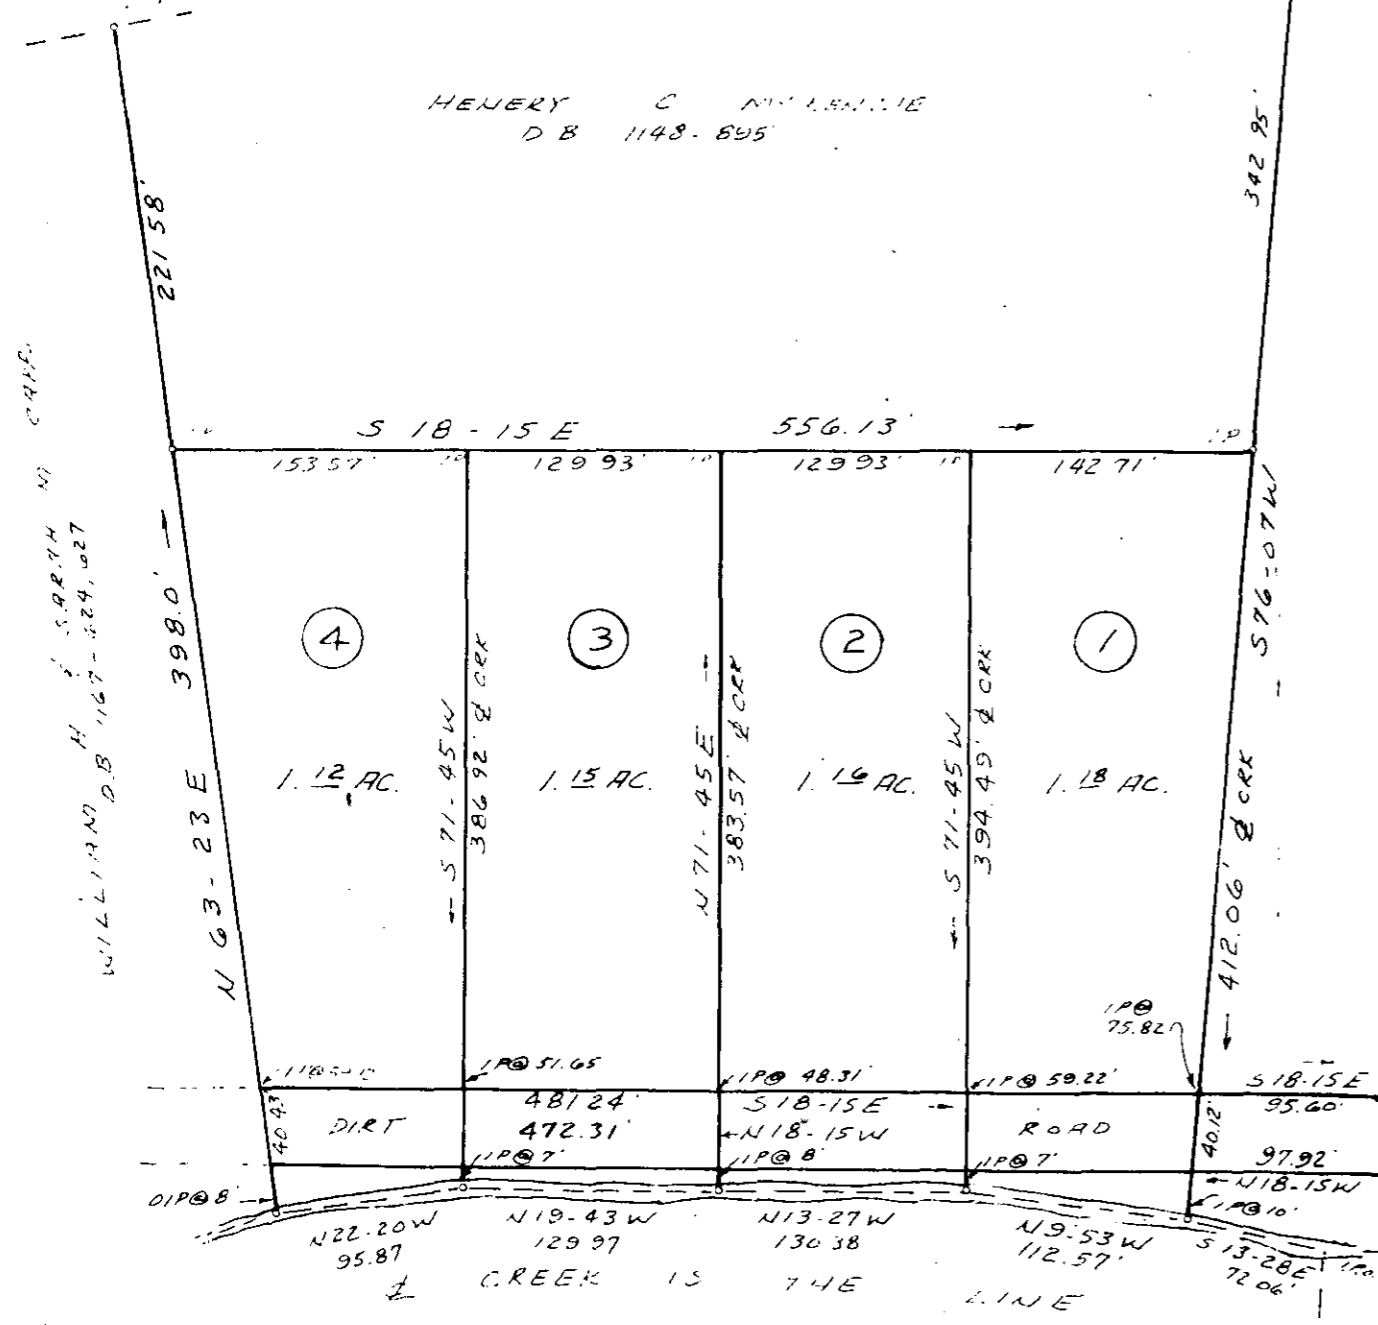 HENERY C
D B 1148-
221 58'
342 95'
S 18-15 E 556.13'
I.P
153 57' 129 93' 129 93' 142 71'
398.0'
N 63-23 E
S 76-07 W
412.06' ₵ CRK
4
3
2
1
S 71-45 W
386 92' ₵ CRK
N 71-45 E
383.57' ₵ CRK
S 71-45 W
394.49' ₵ CRK
1.12 AC.
1.15 AC.
1.16 AC.
1.18 AC.
WILLIAM H & SARAH M
D.B. 1167-624,627
IP@ 75.82
IP@ 51.65
IP@ 48.31'
IP@ 59.22'
S 18-15 E
95.60'
40 43'
DIRT
481 24'
472.31'
S 18-15 E
N 18-15 W
ROAD
40.12'
97.92'
N 18-15 W
IP@ 7'
IP@ 8'
IP@ 7'
IP@ 10'
IP@ 8'
N 22-20 W
95.87
N 19-43 W
129 97
N 13-27 W
130 38
N 9-53 W
112.57'
S 13-28 E
72 06'
₵ CREEK IS THE LINE